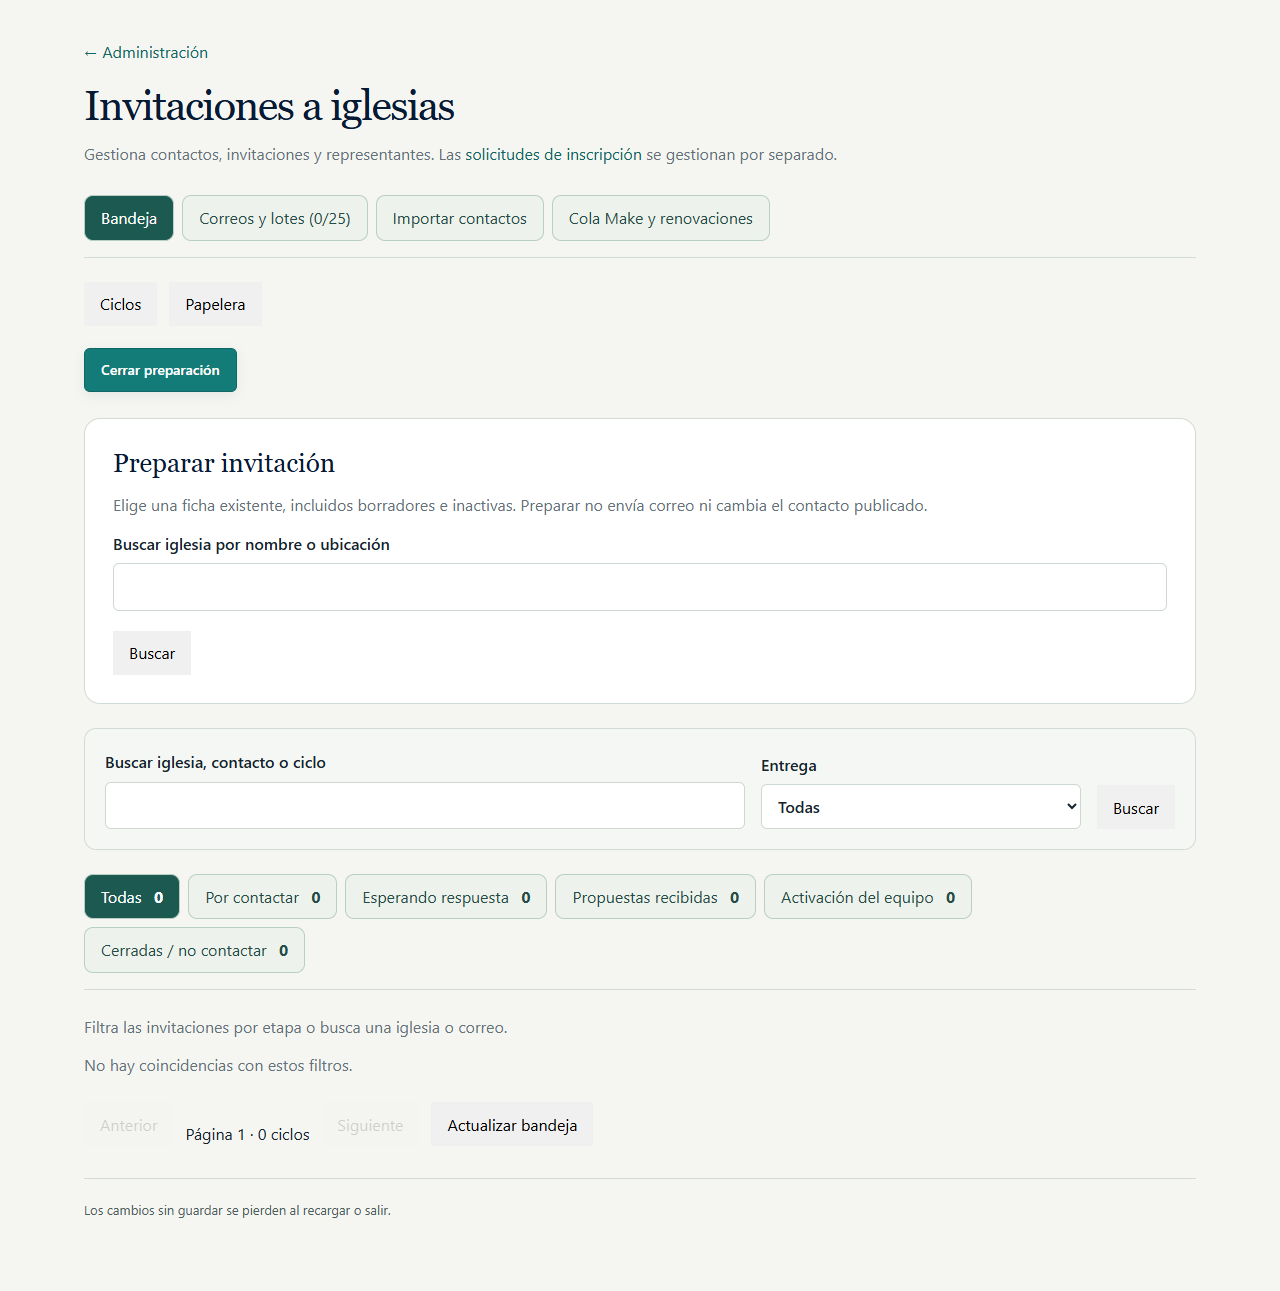 ← Administración
Invitaciones a iglesias
Gestiona contactos, invitaciones y representantes. Las solicitudes de inscripción se gestionan por separado.
Bandeja Correos y lotes (0/25) Importar contactos Cola Make y renovaciones
Ciclos Papelera
Cerrar preparación
Preparar invitación
Elige una ficha existente, incluidos borradores e inactivas. Preparar no envía correo ni cambia el contacto publicado.
Buscar iglesia por nombre o ubicación
Buscar
Buscar iglesia, contacto o ciclo Entrega
Todas Buscar
Todas 0 Por contactar 0 Esperando respuesta 0 Propuestas recibidas 0 Activación del equipo 0
Cerradas / no contactar 0
Filtra las invitaciones por etapa o busca una iglesia o correo.
No hay coincidencias con estos filtros.
Anterior Página 1 · 0 ciclos Siguiente Actualizar bandeja
Los cambios sin guardar se pierden al recargar o salir.